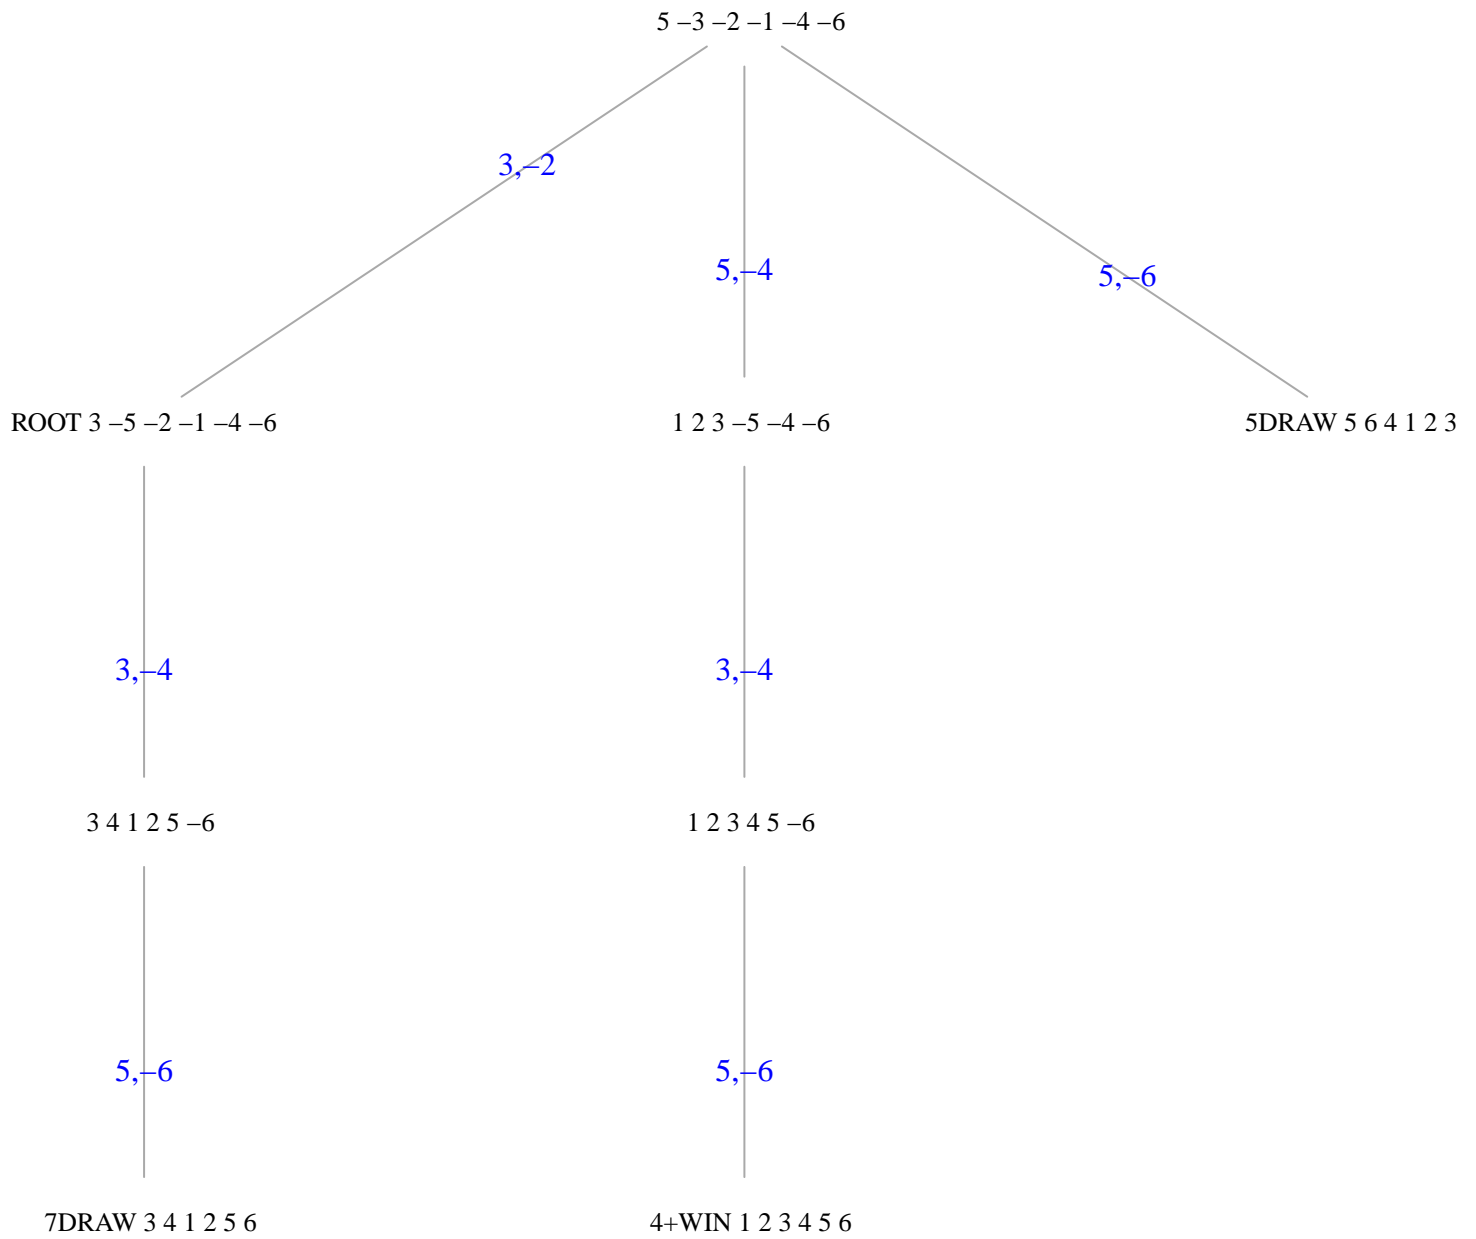 5 –3 –2 –1 –4 –6
3,–2
5,–4
5,–6
ROOT 3 –5 –2 –1 –4 –6
1 2 3 –5 –4 –6
5DRAW 5 6 4 1 2 3
3,–4
3,–4
3 4 1 2 5 –6
1 2 3 4 5 –6
5,–6
5,–6
7DRAW 3 4 1 2 5 6
4+WIN 1 2 3 4 5 6